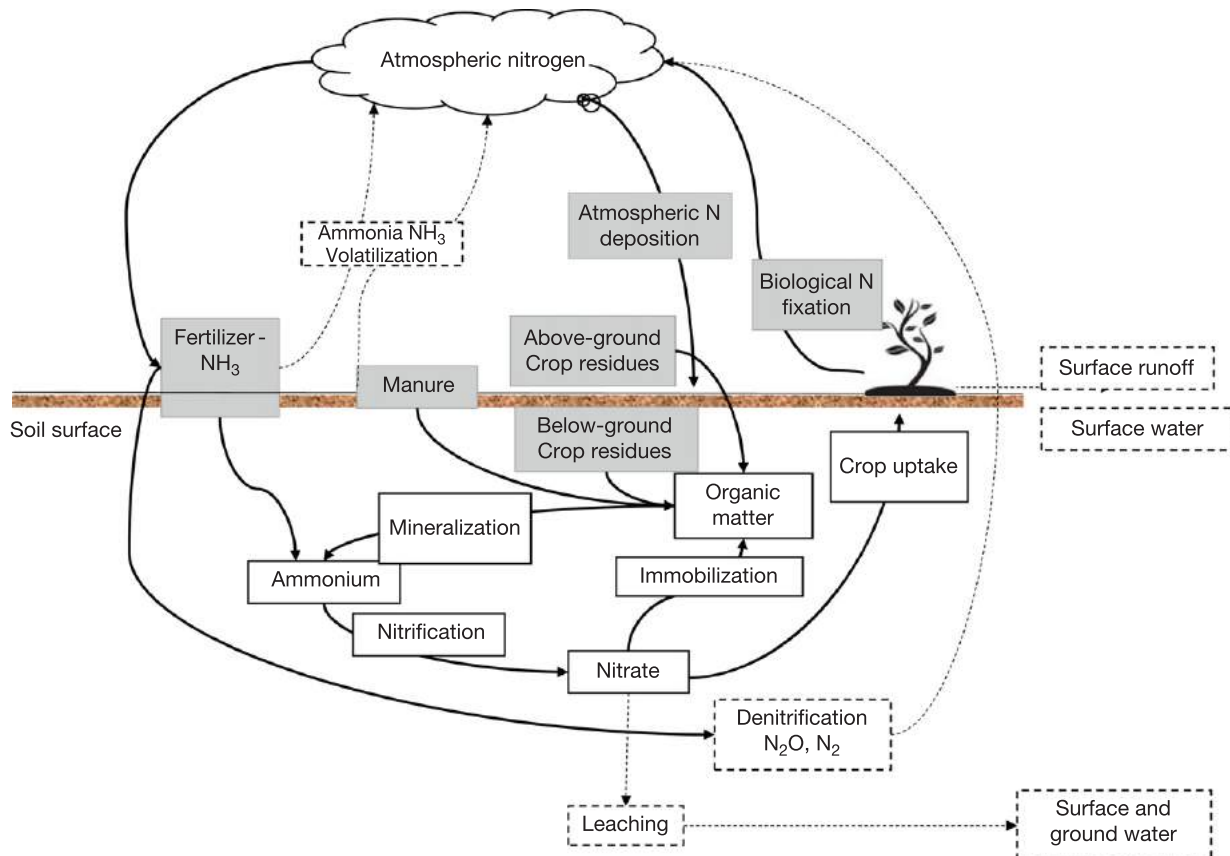 Atmospheric nitrogen
Ammonia NH₃
Volatilization
Atmospheric N
deposition
Biological N
fixation
Fertilizer-
NH₃
Above-ground
Crop residues
Manure
Surface runoff
Soil surface
Below-ground
Crop residues
Surface water
Crop uptake
Organic
matter
Mineralization
Ammonium
Immobilization
Nitrification
Nitrate
Denitrification
N₂O, N₂
Leaching
Surface and
ground water